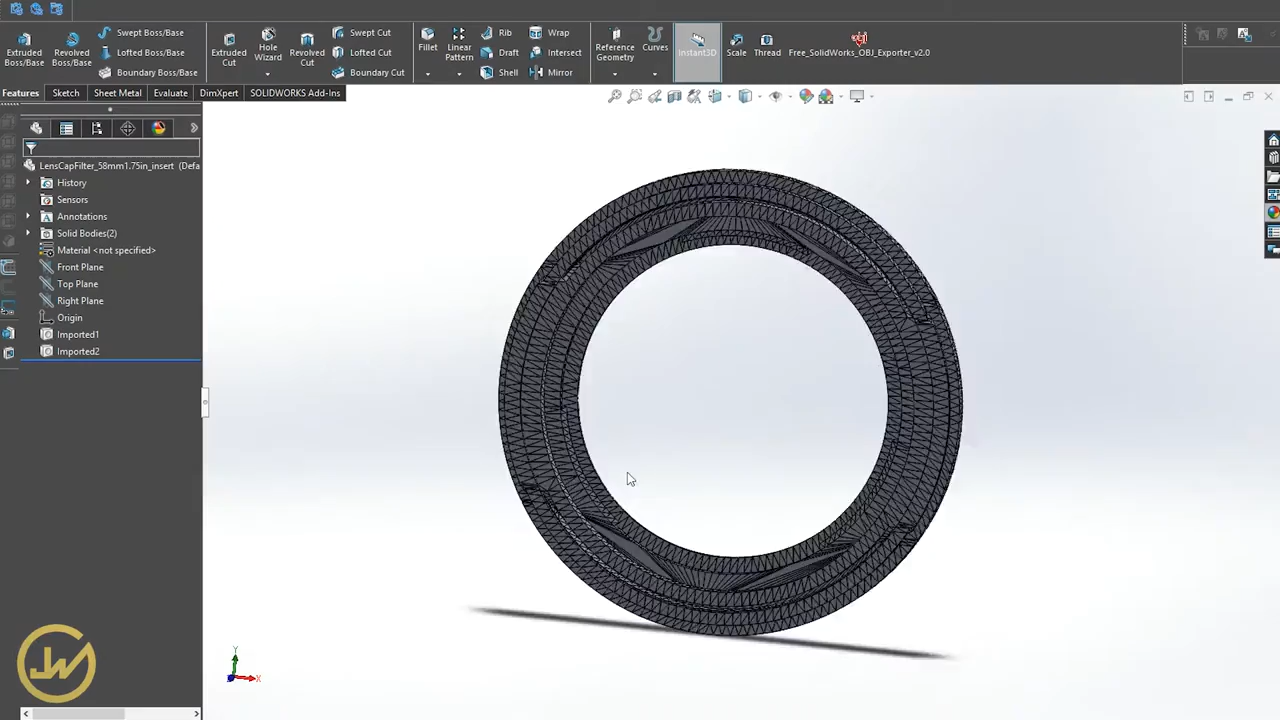 Extruded Boss/Base
Revolved Boss/Base
Swept Boss/Base
Lofted Boss/Base
Boundary Boss/Base
Extruded Cut
Hole Wizard
Revolved Cut
Swept Cut
Lofted Cut
Boundary Cut
Fillet
Linear Pattern
Rib
Draft
Shell
Wrap
Intersect
Mirror
Reference Geometry
Curves
Instant3D
Scale
Thread
Free_SolidWorks_OBJ_Exporter_v2.0
Features
Sketch
Sheet Metal
Evaluate
DimXpert
SOLIDWORKS Add-Ins
LensCapFilter_58mm1.75in_insert (Defa
History
Sensors
Annotations
Solid Bodies(2)
Material <not specified>
Front Plane
Top Plane
Right Plane
Origin
Imported1
Imported2
Y
X
JW